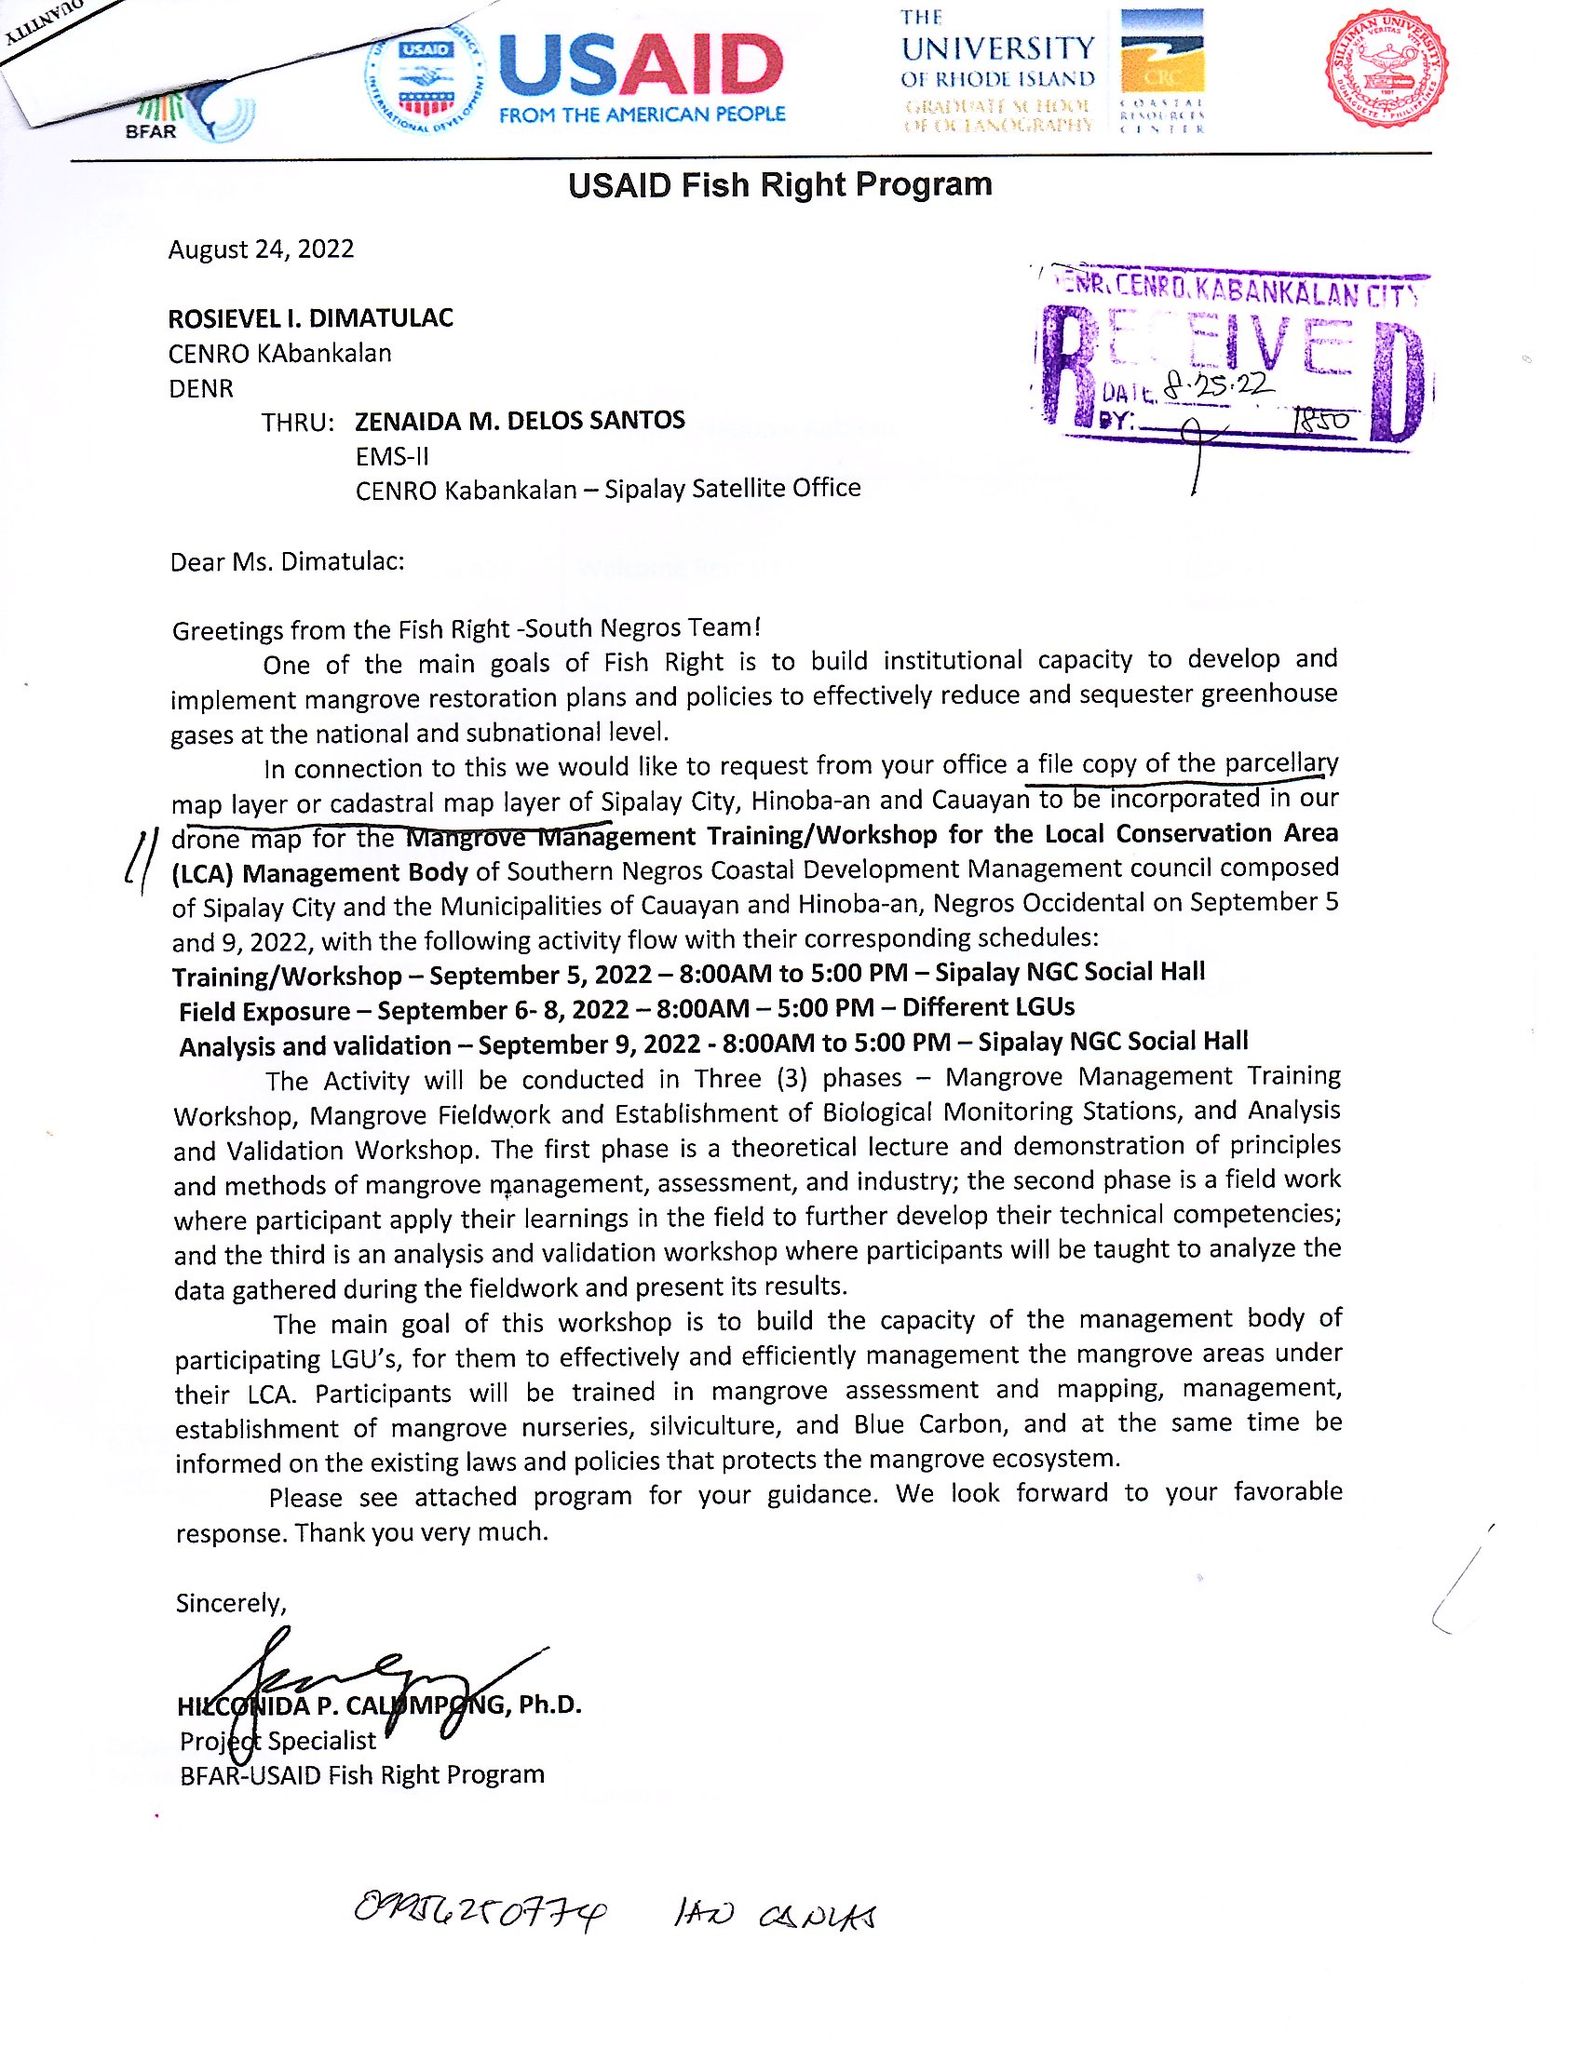 QUANTITY
BFAR
USAID
INTERNATIONAL DEVELOPMENT
USAID
FROM THE AMERICAN PEOPLE
THE
UNIVERSITY
OF RHODE ISLAND
GRADUATE SCHOOL
OF OCEANOGRAPHY
CRC
COASTAL
RESOURCES
CENTER
SILLIMAN UNIVERSITY
DUMAGUETE · PHILIPPINES
USAID Fish Right Program
August 24, 2022
ENR, CENRO, KABANKALAN CITY
RECEIVED
DATE 8-25-22
BY: 1850
ROSIEVEL I. DIMATULAC
CENRO KAbankalan
DENR
THRU: ZENAIDA M. DELOS SANTOS
EMS-II
CENRO Kabankalan – Sipalay Satellite Office
Dear Ms. Dimatulac:
Greetings from the Fish Right -South Negros Team!
One of the main goals of Fish Right is to build institutional capacity to develop and
implement mangrove restoration plans and policies to effectively reduce and sequester greenhouse
gases at the national and subnational level.
In connection to this we would like to request from your office a file copy of the parcellary
map layer or cadastral map layer of Sipalay City, Hinoba-an and Cauayan to be incorporated in our
drone map for the Mangrove Management Training/Workshop for the Local Conservation Area
(LCA) Management Body of Southern Negros Coastal Development Management council composed
of Sipalay City and the Municipalities of Cauayan and Hinoba-an, Negros Occidental on September 5
and 9, 2022, with the following activity flow with their corresponding schedules:
Training/Workshop – September 5, 2022 – 8:00AM to 5:00 PM – Sipalay NGC Social Hall
Field Exposure – September 6- 8, 2022 – 8:00AM – 5:00 PM – Different LGUs
Analysis and validation – September 9, 2022 - 8:00AM to 5:00 PM – Sipalay NGC Social Hall
The Activity will be conducted in Three (3) phases – Mangrove Management Training
Workshop, Mangrove Fieldwork and Establishment of Biological Monitoring Stations, and Analysis
and Validation Workshop. The first phase is a theoretical lecture and demonstration of principles
and methods of mangrove management, assessment, and industry; the second phase is a field work
where participant apply their learnings in the field to further develop their technical competencies;
and the third is an analysis and validation workshop where participants will be taught to analyze the
data gathered during the fieldwork and present its results.
The main goal of this workshop is to build the capacity of the management body of
participating LGU's, for them to effectively and efficiently management the mangrove areas under
their LCA. Participants will be trained in mangrove assessment and mapping, management,
establishment of mangrove nurseries, silviculture, and Blue Carbon, and at the same time be
informed on the existing laws and policies that protects the mangrove ecosystem.
Please see attached program for your guidance. We look forward to your favorable
response. Thank you very much.
Sincerely,
HILCONIDA P. CALUMPONG, Ph.D.
Project Specialist
BFAR-USAID Fish Right Program
09956250774 IAN CANLAS